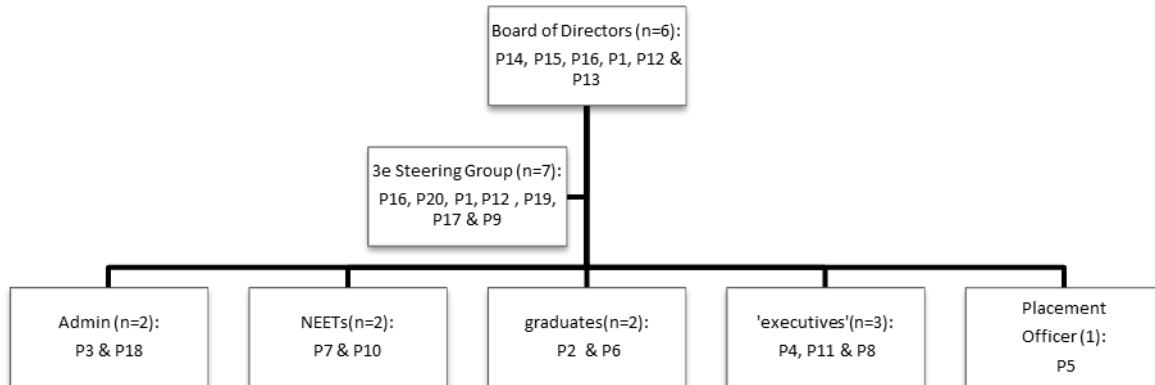 Board of Directors (n=6):
P14, P15, P16, P1, P12 &
P13
3e Steering Group (n=7):
P16, P20, P1, P12 , P19,
P17 & P9
Admin (n=2):
P3 & P18
NEETs(n=2):
P7 & P10
graduates(n=2):
P2 & P6
'executives'(n=3):
P4, P11 & P8
Placement
Officer (1):
P5